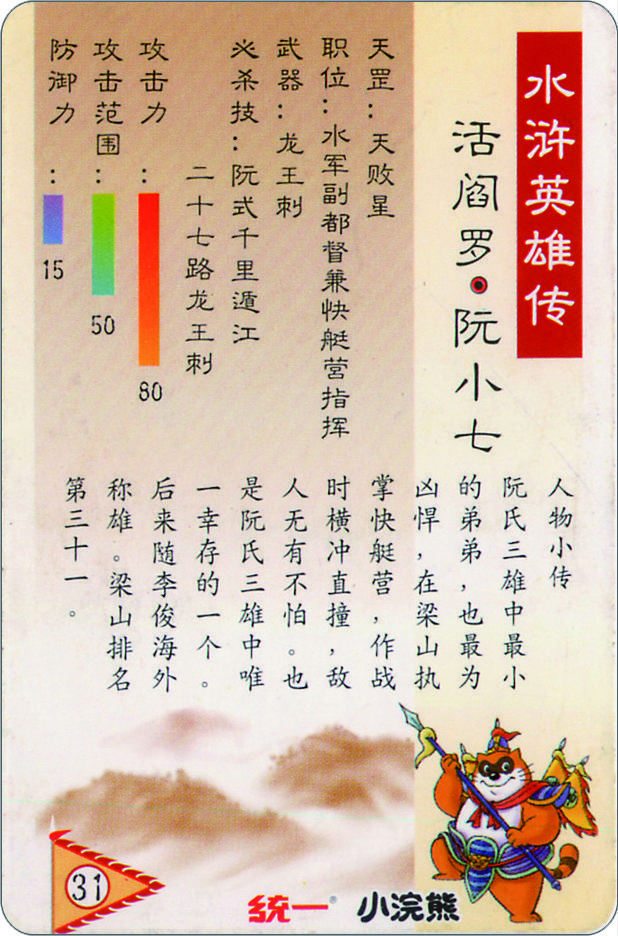 水浒英雄传
活阎罗·阮小七
天罡：天败星
职位：水军副都督兼快艇营指挥
武器：龙王刺
必杀技：阮式千里遁江
二十七路龙王刺
攻击力：
80
攻击范围：
50
防御力：
15
人物小传
阮氏三雄中最小
的弟弟，也最为
凶悍，在梁山执
掌快艇营，作战
时横冲直撞，敌
人无有不怕。也
是阮氏三雄中唯
一幸存的一个。
后来随李俊海外
称雄。梁山排名
第三十一。
31
统一®
小浣熊